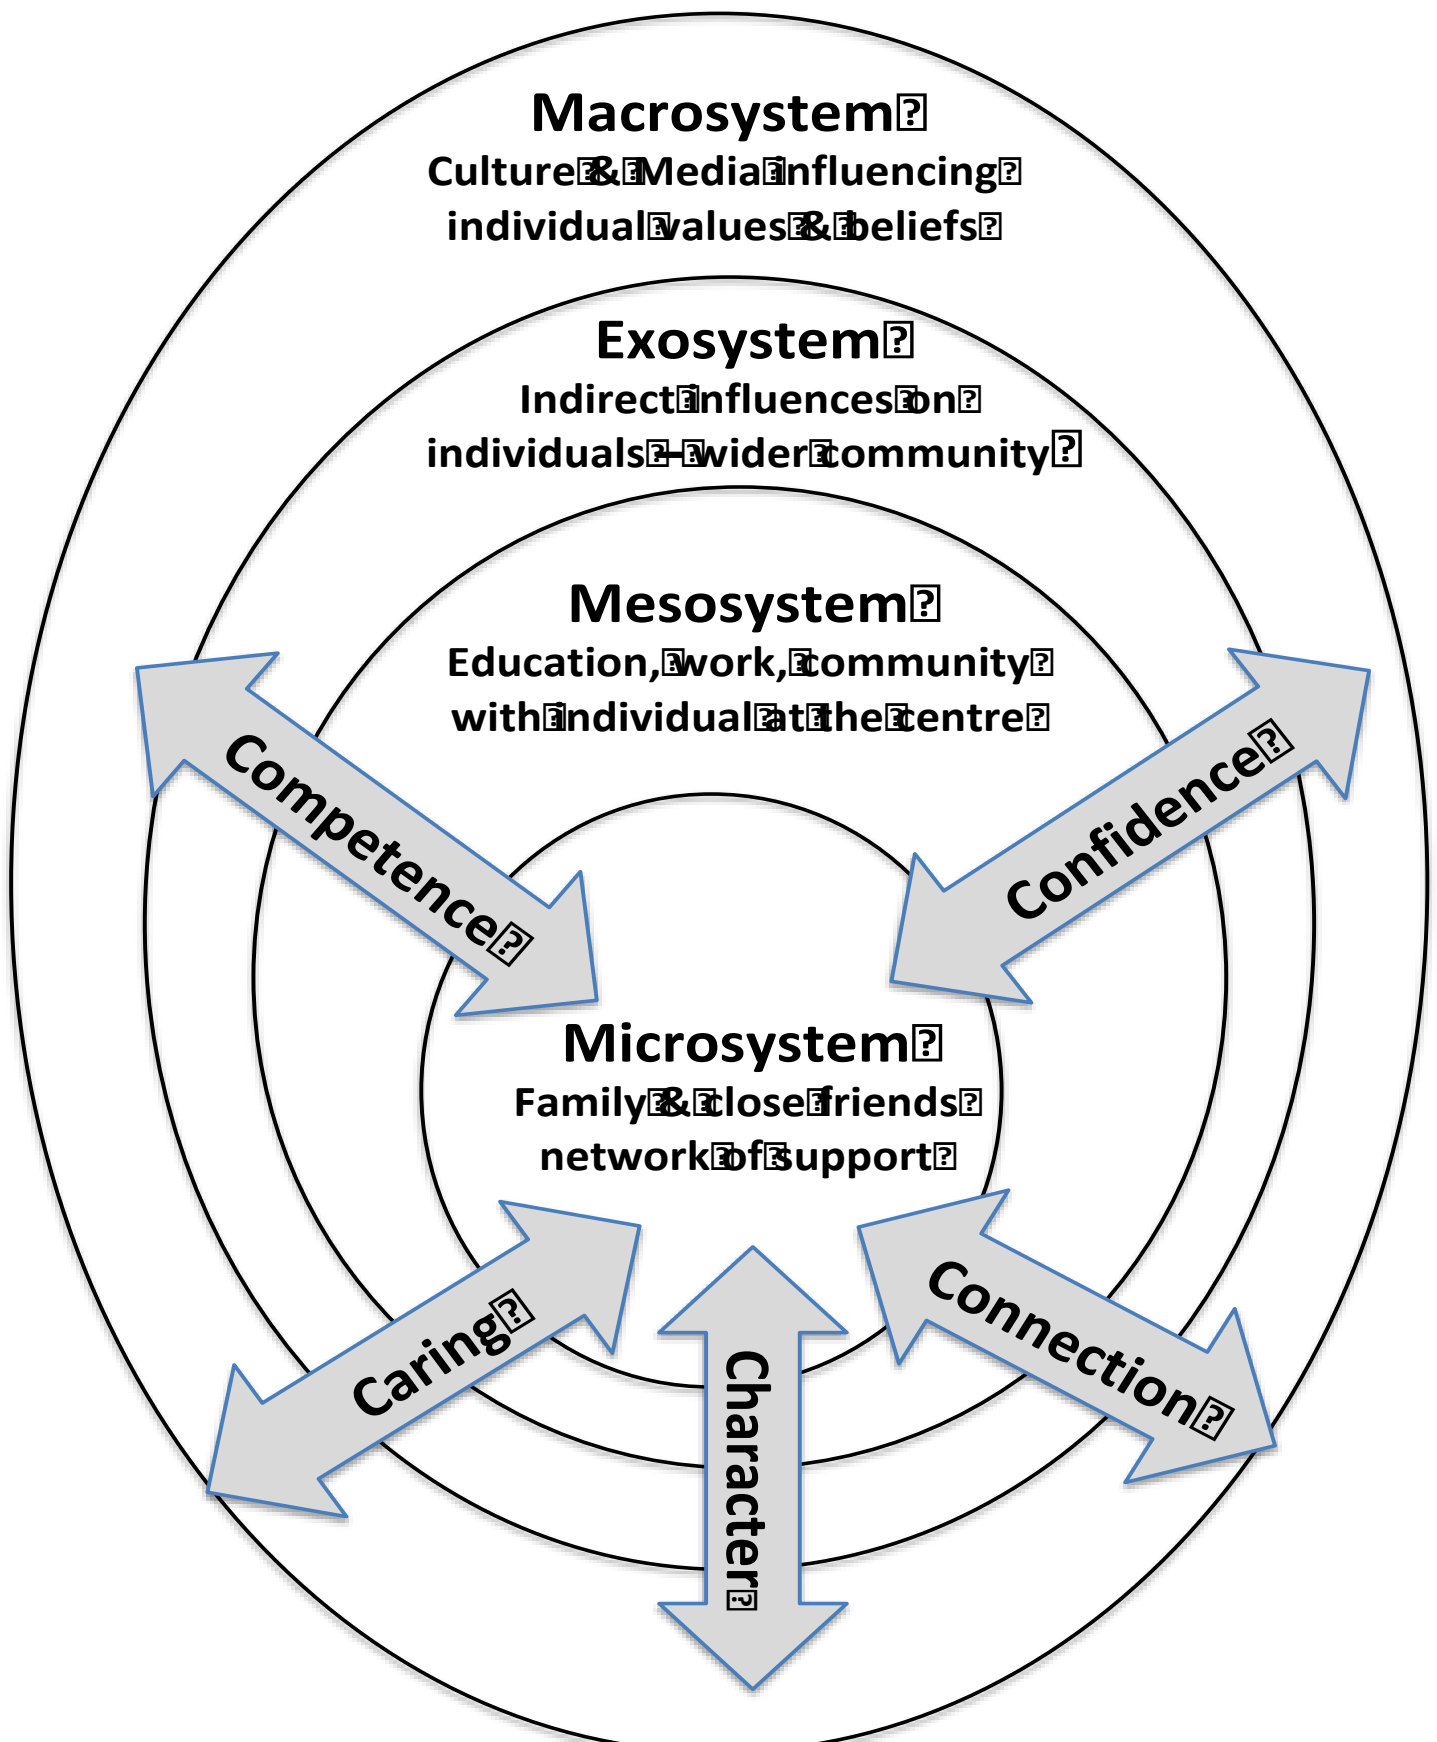 Macrosystem
Culture & Media influencing
individual values & beliefs
Exosystem
Indirect influences on
individuals – wider community
Mesosystem
Education, work, community
with individual at the centre
Competence
Confidence
Microsystem
Family & close friends
network of support
Caring
Character
Connection